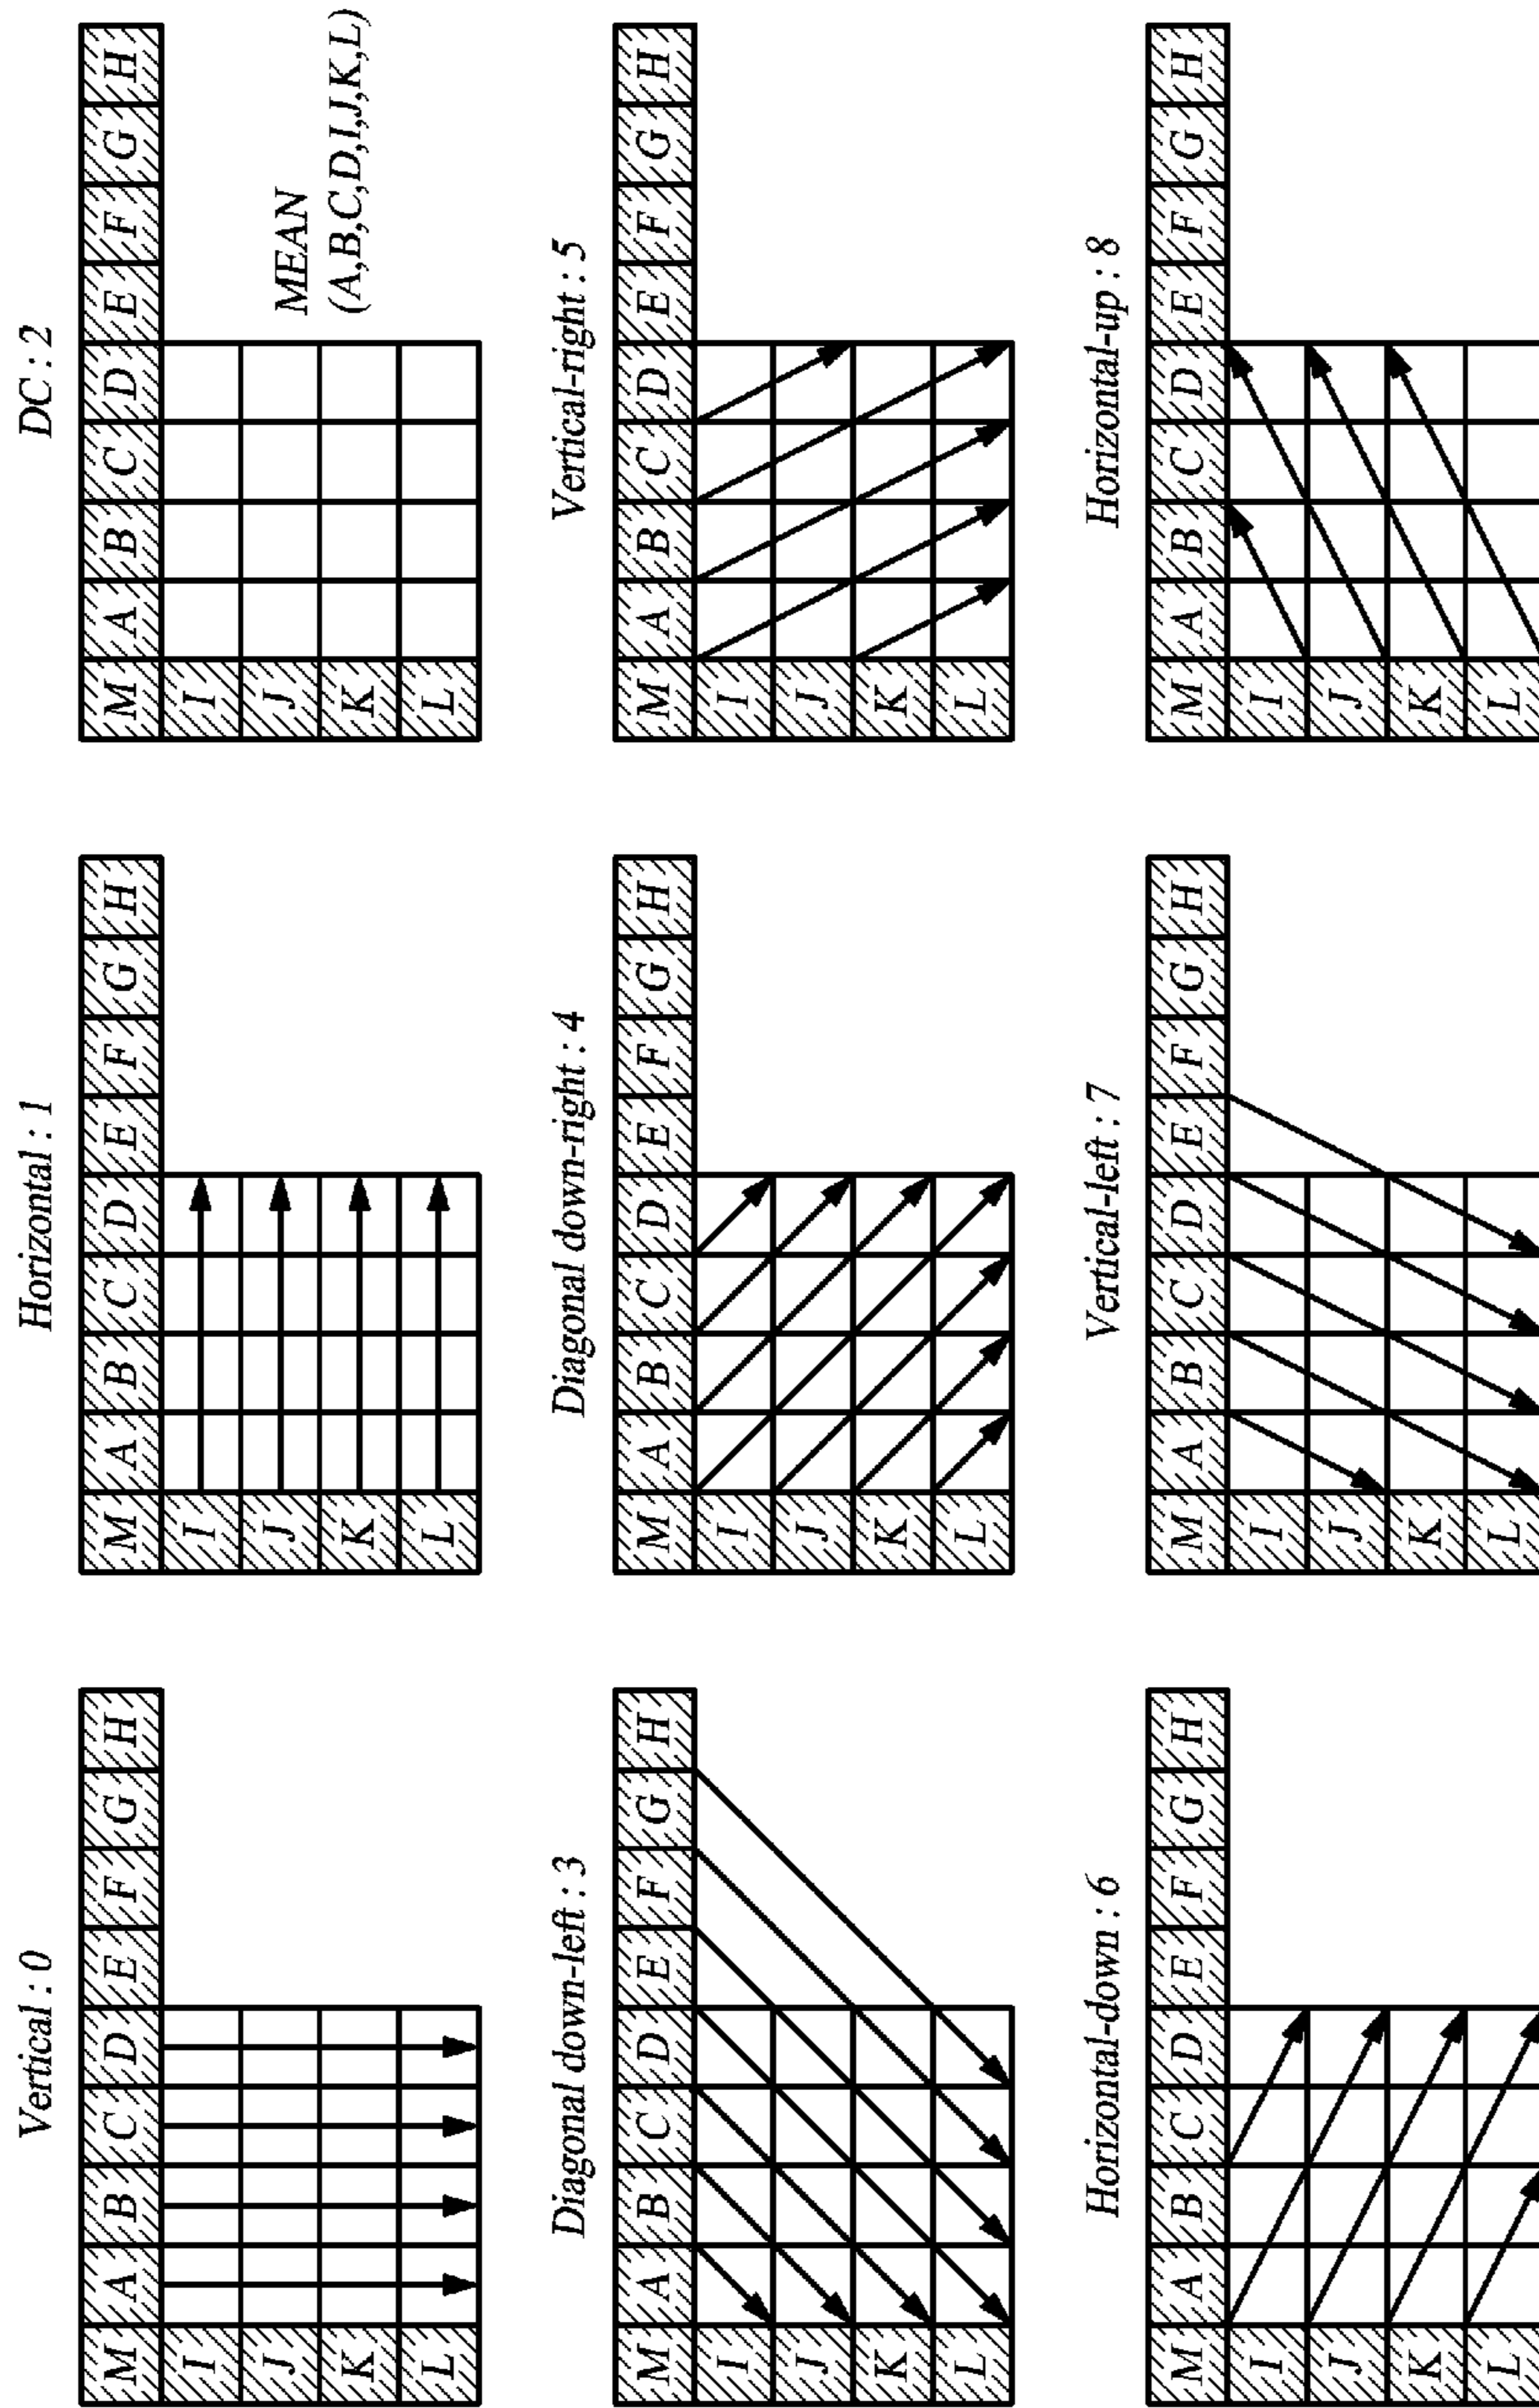 Vertical : 0
M A B C D E F G H
I
J
K
L
Horizontal : 1
M A B C D E F G H
I
J
K
L
DC : 2
M A B C D E F G H
I
J
K
L
MEAN
(A,B,C,D,I,J,K,L)
Diagonal down-left : 3
M A B C D E F G H
I
J
K
L
Diagonal down-right : 4
M A B C D E F G H
I
J
K
L
Vertical-right : 5
M A B C D E F G H
I
J
K
L
Horizontal-down : 6
M A B C D E F G H
I
J
K
L
Vertical-left : 7
M A B C D E F G H
I
J
K
L
Horizontal-up : 8
M A B C D E F G H
I
J
K
L